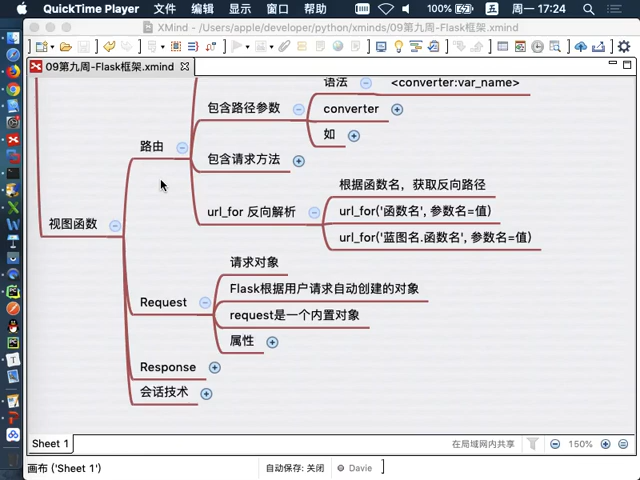 QuickTime Player 文件 编辑 显示 窗口 帮助 100% 五 周一 17:24
XMind - /Users/apple/developer/python/xminds/09第九周-Flask框架.xmind
09第九周-Flask框架.xmind
语法
<converter:var_name>
包含路径参数
converter
如
路由
包含请求方法
根据函数名，获取反向路径
url_for 反向解析
url_for('函数名', 参数名=值)
url_for('蓝图名.函数名', 参数名=值)
视图函数
请求对象
Flask根据用户请求自动创建的对象
Request
request是一个内置对象
属性
Response
会话技术
Sheet 1
在局域网内共享
150%
画布 ('Sheet 1')
自动保存: 关闭
Davie